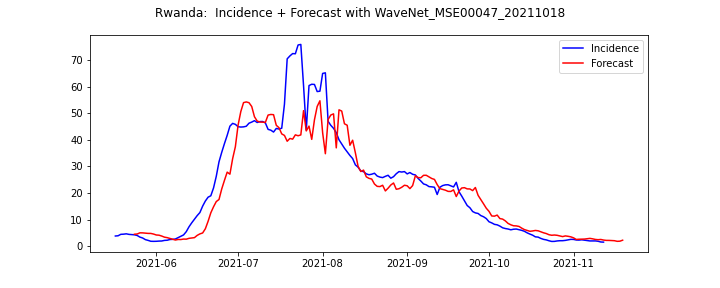 Rwanda:  Incidence + Forecast with WaveNet_MSE00047_20211018
Incidence
Forecast
70
60
50
40
30
20
10
0
2021-06 2021-07 2021-08 2021-09 2021-10 2021-11